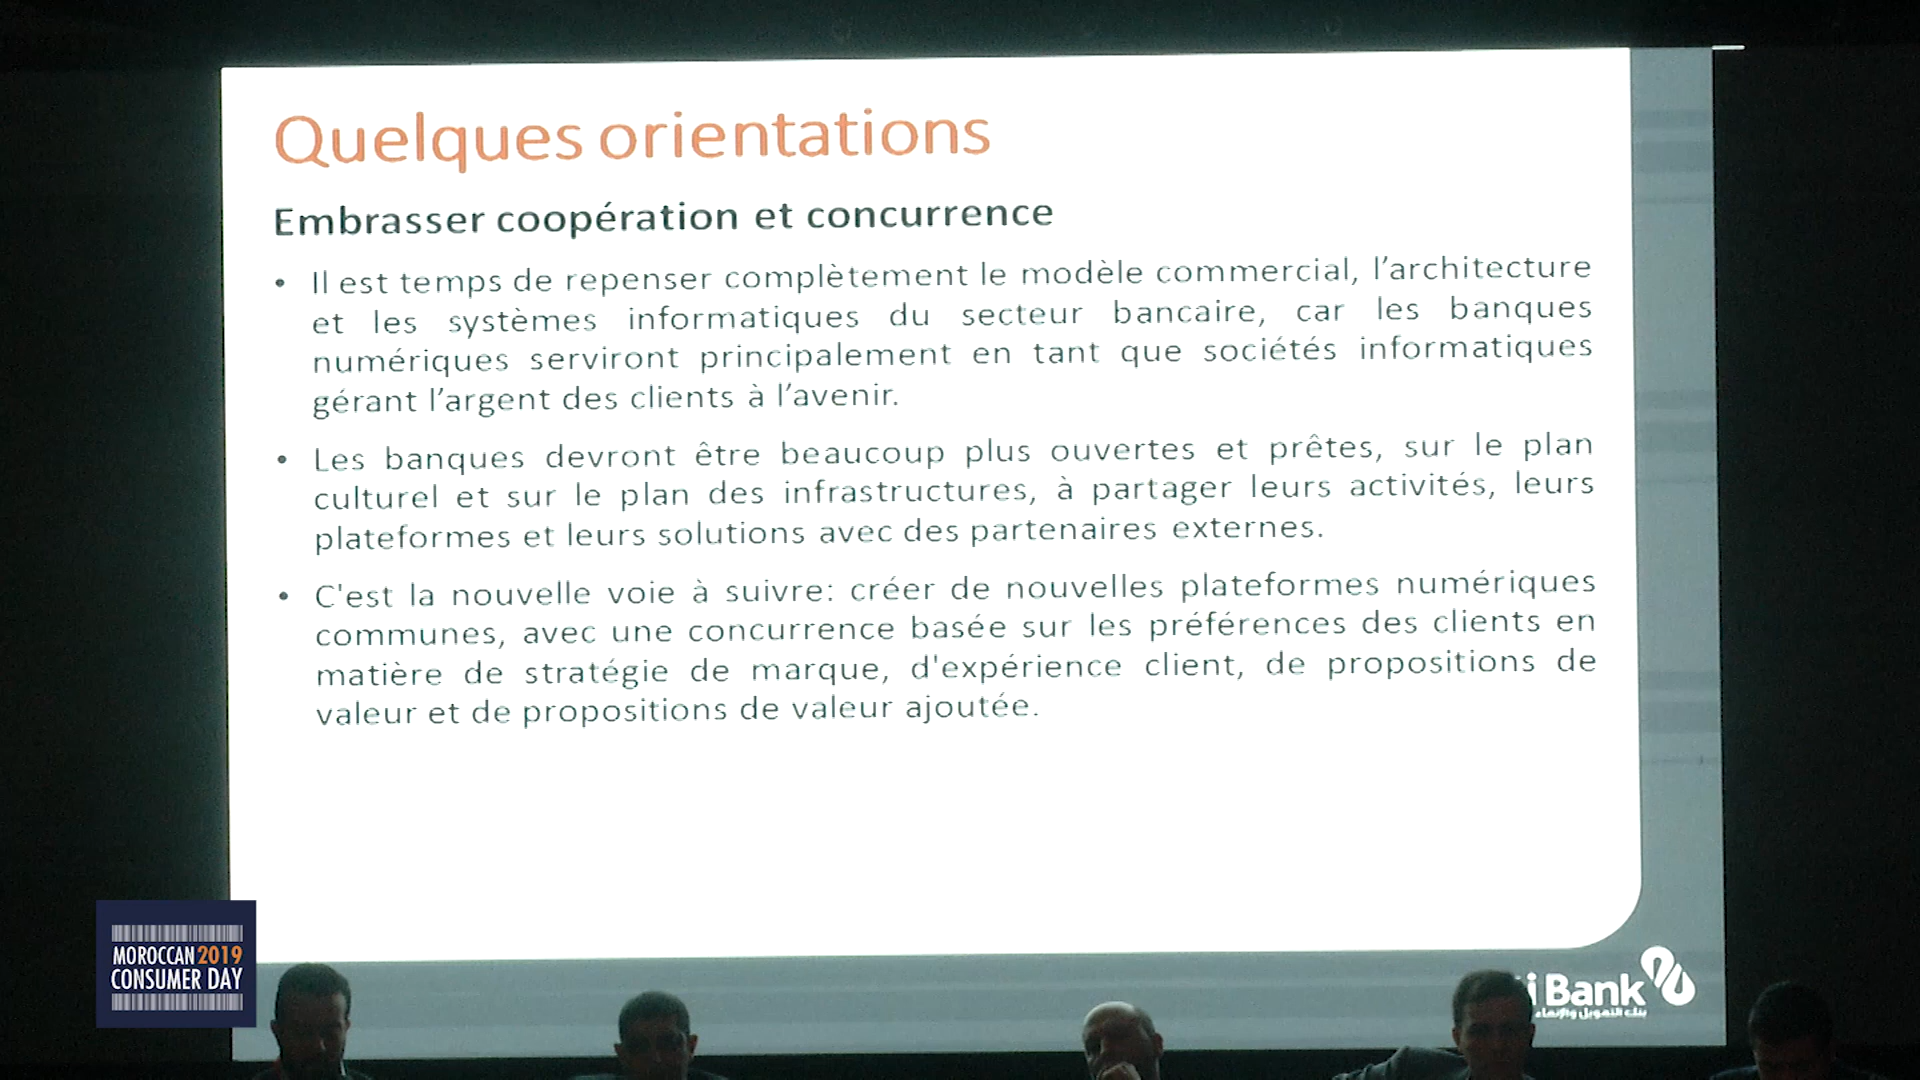 Quelques orientations
Embrasser coopération et concurrence
• Il est temps de repenser complètement le modèle commercial, l’architecture
et les systèmes informatiques du secteur bancaire, car les banques
numériques serviront principalement en tant que sociétés informatiques
gérant l’argent des clients à l’avenir.
• Les banques devront être beaucoup plus ouvertes et prêtes, sur le plan
culturel et sur le plan des infrastructures, à partager leurs activités, leurs
plateformes et leurs solutions avec des partenaires externes.
• C'est la nouvelle voie à suivre: créer de nouvelles plateformes numériques
communes, avec une concurrence basée sur les préférences des clients en
matière de stratégie de marque, d'expérience client, de propositions de
valeur et de propositions de valeur ajoutée.
MOROCCAN 2019
CONSUMER DAY
i Bank
بنك التمويل والإنماء